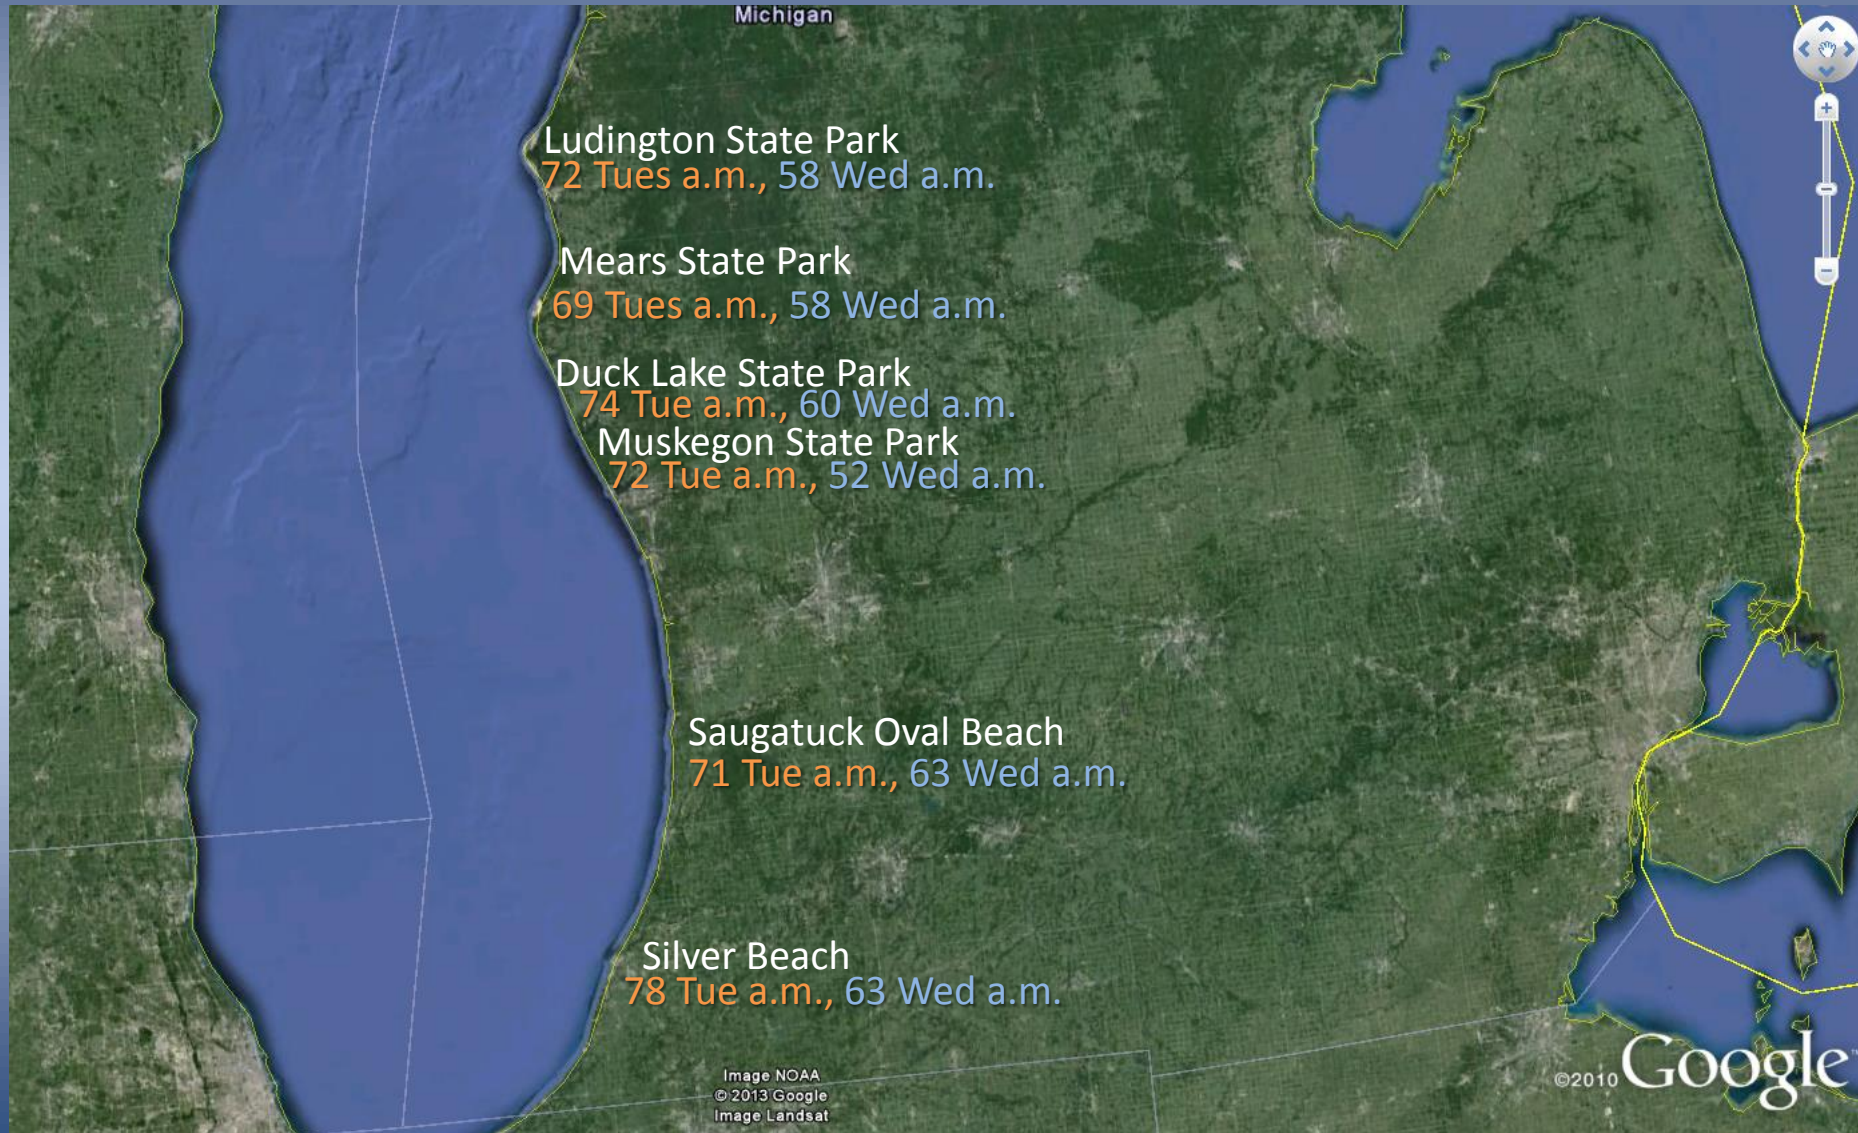 Michigan
Ludington State Park
72 Tues a.m., 58 Wed a.m.
Mears State Park
69 Tues a.m., 58 Wed a.m.
Duck Lake State Park
74 Tue a.m., 60 Wed a.m.
Muskegon State Park
72 Tue a.m., 52 Wed a.m.
Saugatuck Oval Beach
71 Tue a.m., 63 Wed a.m.
Silver Beach
78 Tue a.m., 63 Wed a.m.
Image NOAA
© 2013 Google
Image Landsat
©2010 Google™